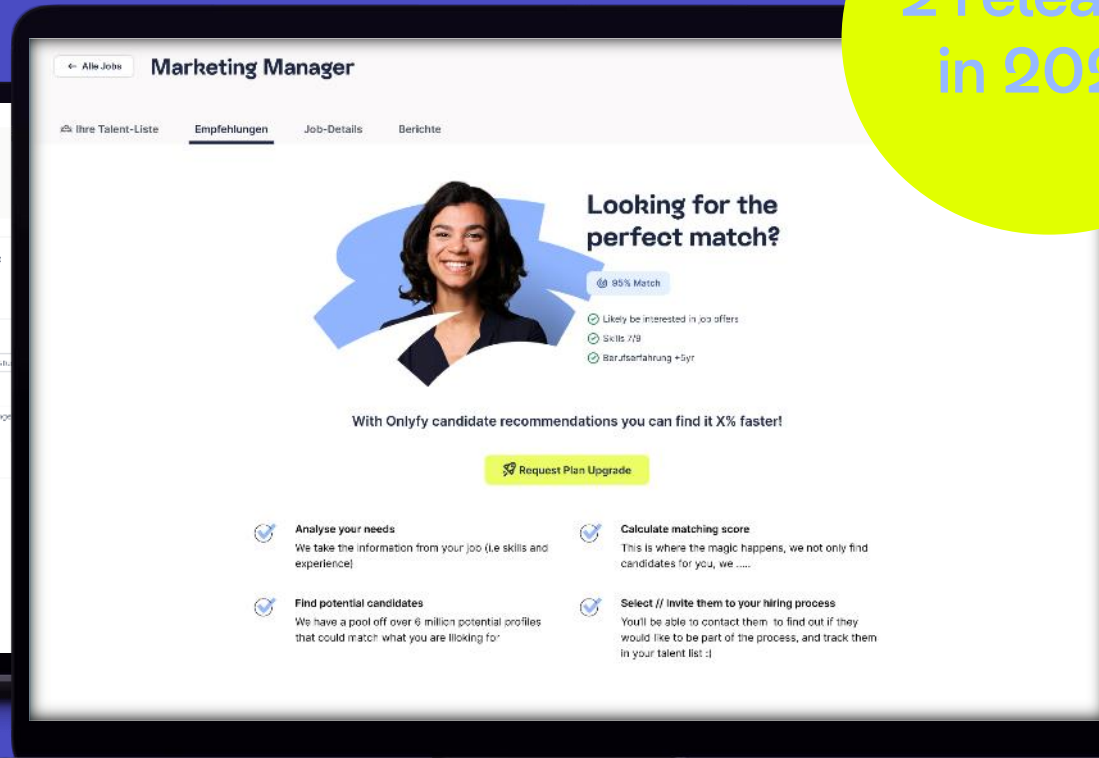 in 202
← Alle Jobs
Marketing Manager
Ihre Talent-Liste
Empfehlungen
Job-Details
Berichte
Looking for the
perfect match?
95% Match
Likely be interested in job offers
Skills 7/9
Berufserfahrung +5yr
With Onlyfy candidate recommendations you can find it X% faster!
Request Plan Upgrade
Analyse your needs
We take the information from your job (i.e skills and
experience)
Calculate matching score
This is where the magic happens, we not only find
candidates for you, we .....
Find potential candidates
We have a pool off over 6 million potential profiles
that could match what you are llloking for
Select // Invite them to your hiring process
You'll be able to contact them to find out if they
would like to be part of the process, and track them
in your talent list :)